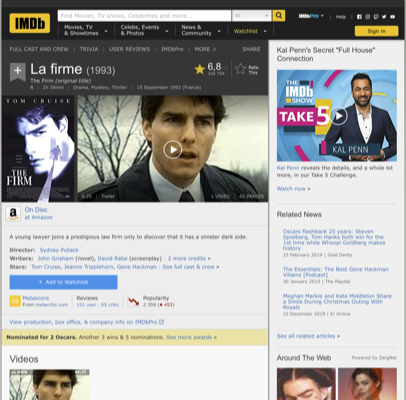 IMDb
Find Movies, TV shows, Celebrities and more...
All
IMDbPro
Help
Movies, TV
& Showtimes
Celebs, Events
& Photos
News &
Community
Watchlist
Sign in
FULL CAST AND CREW | TRIVIA | USER REVIEWS | IMDbPro | MORE
SHARE
La firme (1993)
The Firm (original title)
R | 2h 34min | Drama, Mystery, Thriller | 15 September 1993 (France)
6,8
Rate
This
TOM CRUISE
THE
FIRM
2:25 | Trailer
1 VIDEO
42 IMAGES
On Disc
at Amazon
A young lawyer joins a prestigious law firm only to discover that it has a sinister dark side.
Director: Sydney Pollack
Writers: John Grisham (novel), David Rabe (screenplay) | 2 more credits »
Stars: Tom Cruise, Jeanne Tripplehorn, Gene Hackman | See full cast & crew »
+ Add to Watchlist
Metascore
From metacritic.com
Reviews
151 user | 65 critic
Popularity
2 359 (453)
View production, box office, & company info on IMDbPro
Nominated for 2 Oscars. Another 3 wins & 5 nominations. See more awards »
Videos
Kal Penn's Secret "Full House"
Connection
THE
IMDb
SHOW
TAKE 5
KAL PENN
Kal Penn reveals the details, and a whole lot
more, in our Take 5 Challenge.
Watch now »
Related News
Oscars flashback 25 years: Steven
Spielberg, Tom Hanks both win for the
1st time while Whoopi Goldberg makes
history
23 February 2019 | Gold Derby
The Essentials: The Best Gene Hackman
Villains [Podcast]
30 January 2019 | The Playlist
Meghan Markle and Kate Middleton Share
a Smile During Christmas Outing With
Royals
25 December 2018 | E! Online
See all related articles »
Around The Web
Powered by ZergNet